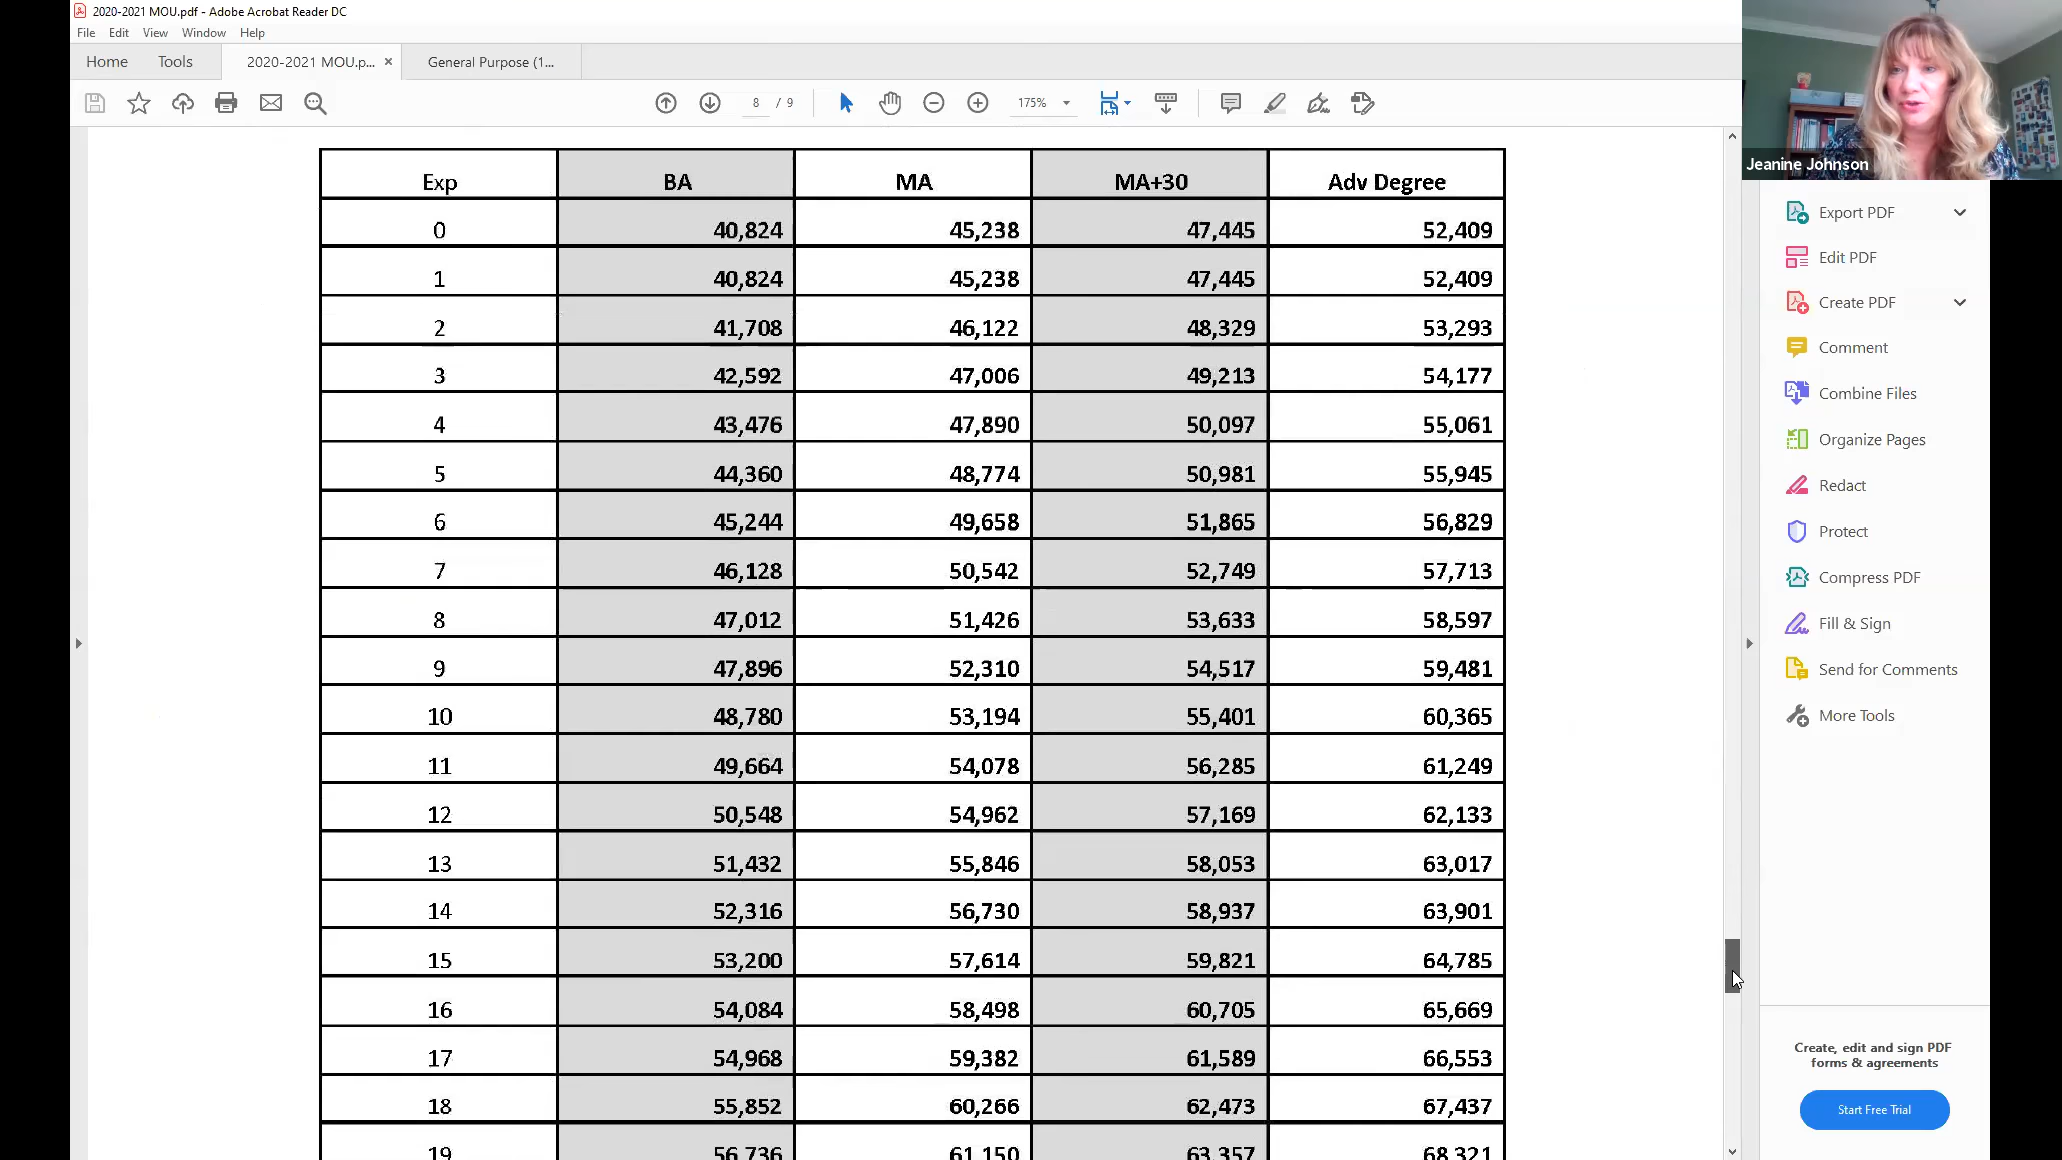 2020-2021 MOU.pdf - Adobe Acrobat Reader DC
File Edit View Window Help
Home Tools 2020-2021 MOU.p... × General Purpose (1...
8 / 9 175%
Jeanine Johnson
Exp BA MA MA+30 Adv Degree
0 40,824 45,238 47,445 52,409
1 40,824 45,238 47,445 52,409
2 41,708 46,122 48,329 53,293
3 42,592 47,006 49,213 54,177
4 43,476 47,890 50,097 55,061
5 44,360 48,774 50,981 55,945
6 45,244 49,658 51,865 56,829
7 46,128 50,542 52,749 57,713
8 47,012 51,426 53,633 58,597
9 47,896 52,310 54,517 59,481
10 48,780 53,194 55,401 60,365
11 49,664 54,078 56,285 61,249
12 50,548 54,962 57,169 62,133
13 51,432 55,846 58,053 63,017
14 52,316 56,730 58,937 63,901
15 53,200 57,614 59,821 64,785
16 54,084 58,498 60,705 65,669
17 54,968 59,382 61,589 66,553
18 55,852 60,266 62,473 67,437
19 56,736 61,150 63,357 68,321
Export PDF
Edit PDF
Create PDF
Comment
Combine Files
Organize Pages
Redact
Protect
Compress PDF
Fill & Sign
Send for Comments
More Tools
Create, edit and sign PDF
forms & agreements
Start Free Trial